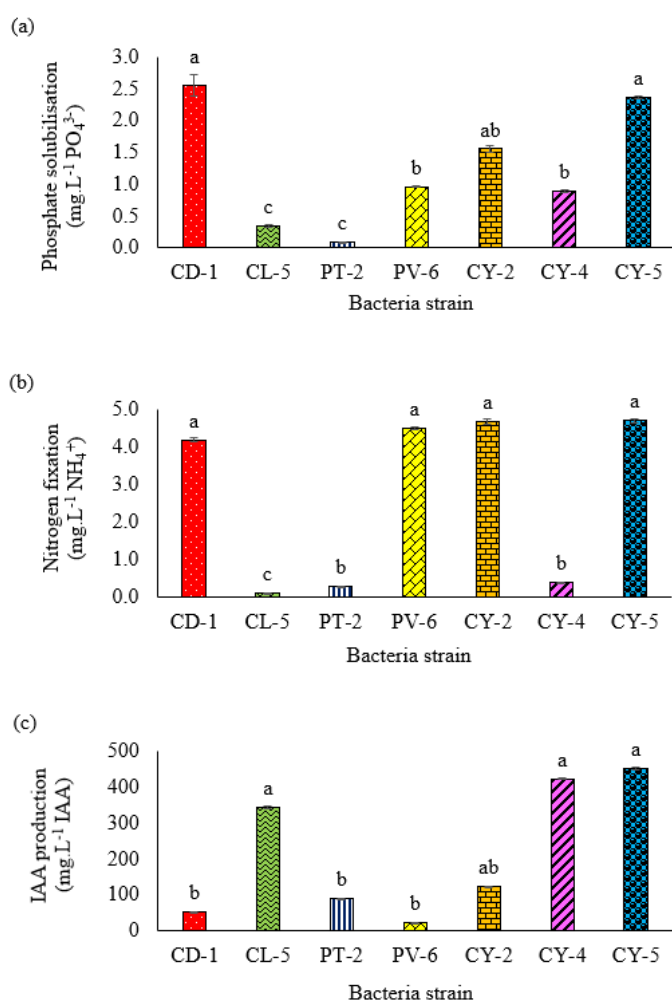 (a)
Phosphate solubilisation
(mg.L⁻¹ PO₄³⁻)
3.0
2.5
2.0
1.5
1.0
0.5
0.0
a
c
c
b
ab
b
a
CD-1 CL-5 PT-2 PV-6 CY-2 CY-4 CY-5
Bacteria strain
(b)
Nitrogen fixation
(mg.L⁻¹ NH₄⁺)
5.0
4.0
3.0
2.0
1.0
0.0
a
c
b
a
a
b
a
CD-1 CL-5 PT-2 PV-6 CY-2 CY-4 CY-5
Bacteria strain
(c)
IAA production
(mg.L⁻¹ IAA)
500
400
300
200
100
0
b
a
b
b
ab
a
a
CD-1 CL-5 PT-2 PV-6 CY-2 CY-4 CY-5
Bacteria strain